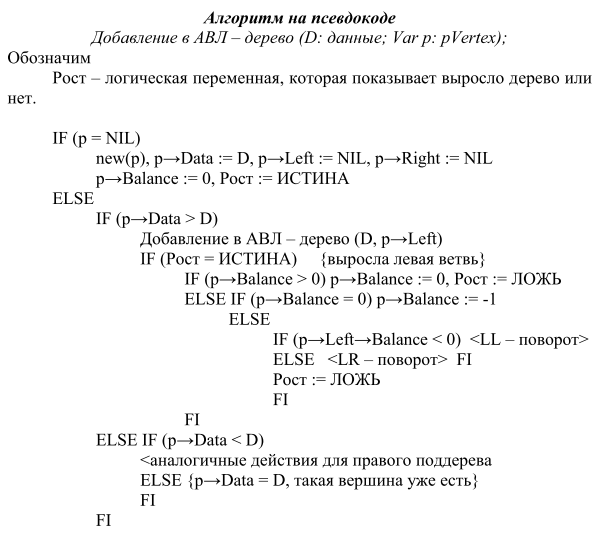 Алгоритм на псевдокоде
Добавление в АВЛ – дерево (D: данные; Var p: pVertex);
Обозначим
Рост – логическая переменная, которая показывает выросло дерево или
нет.
IF (p = NIL)
new(p), p→Data := D, p→Left := NIL, p→Right := NIL
p→Balance := 0, Рост := ИСТИНА
ELSE
IF (p→Data > D)
Добавление в АВЛ – дерево (D, p→Left)
IF (Рост = ИСТИНА) {выросла левая ветвь}
IF (p→Balance > 0) p→Balance := 0, Рост := ЛОЖЬ
ELSE IF (p→Balance = 0) p→Balance := -1
ELSE
IF (p→Left→Balance < 0) <LL – поворот>
ELSE <LR – поворот> FI
Рост := ЛОЖЬ
FI
FI
ELSE IF (p→Data < D)
<аналогичные действия для правого поддерева
ELSE {p→Data = D, такая вершина уже есть}
FI
FI